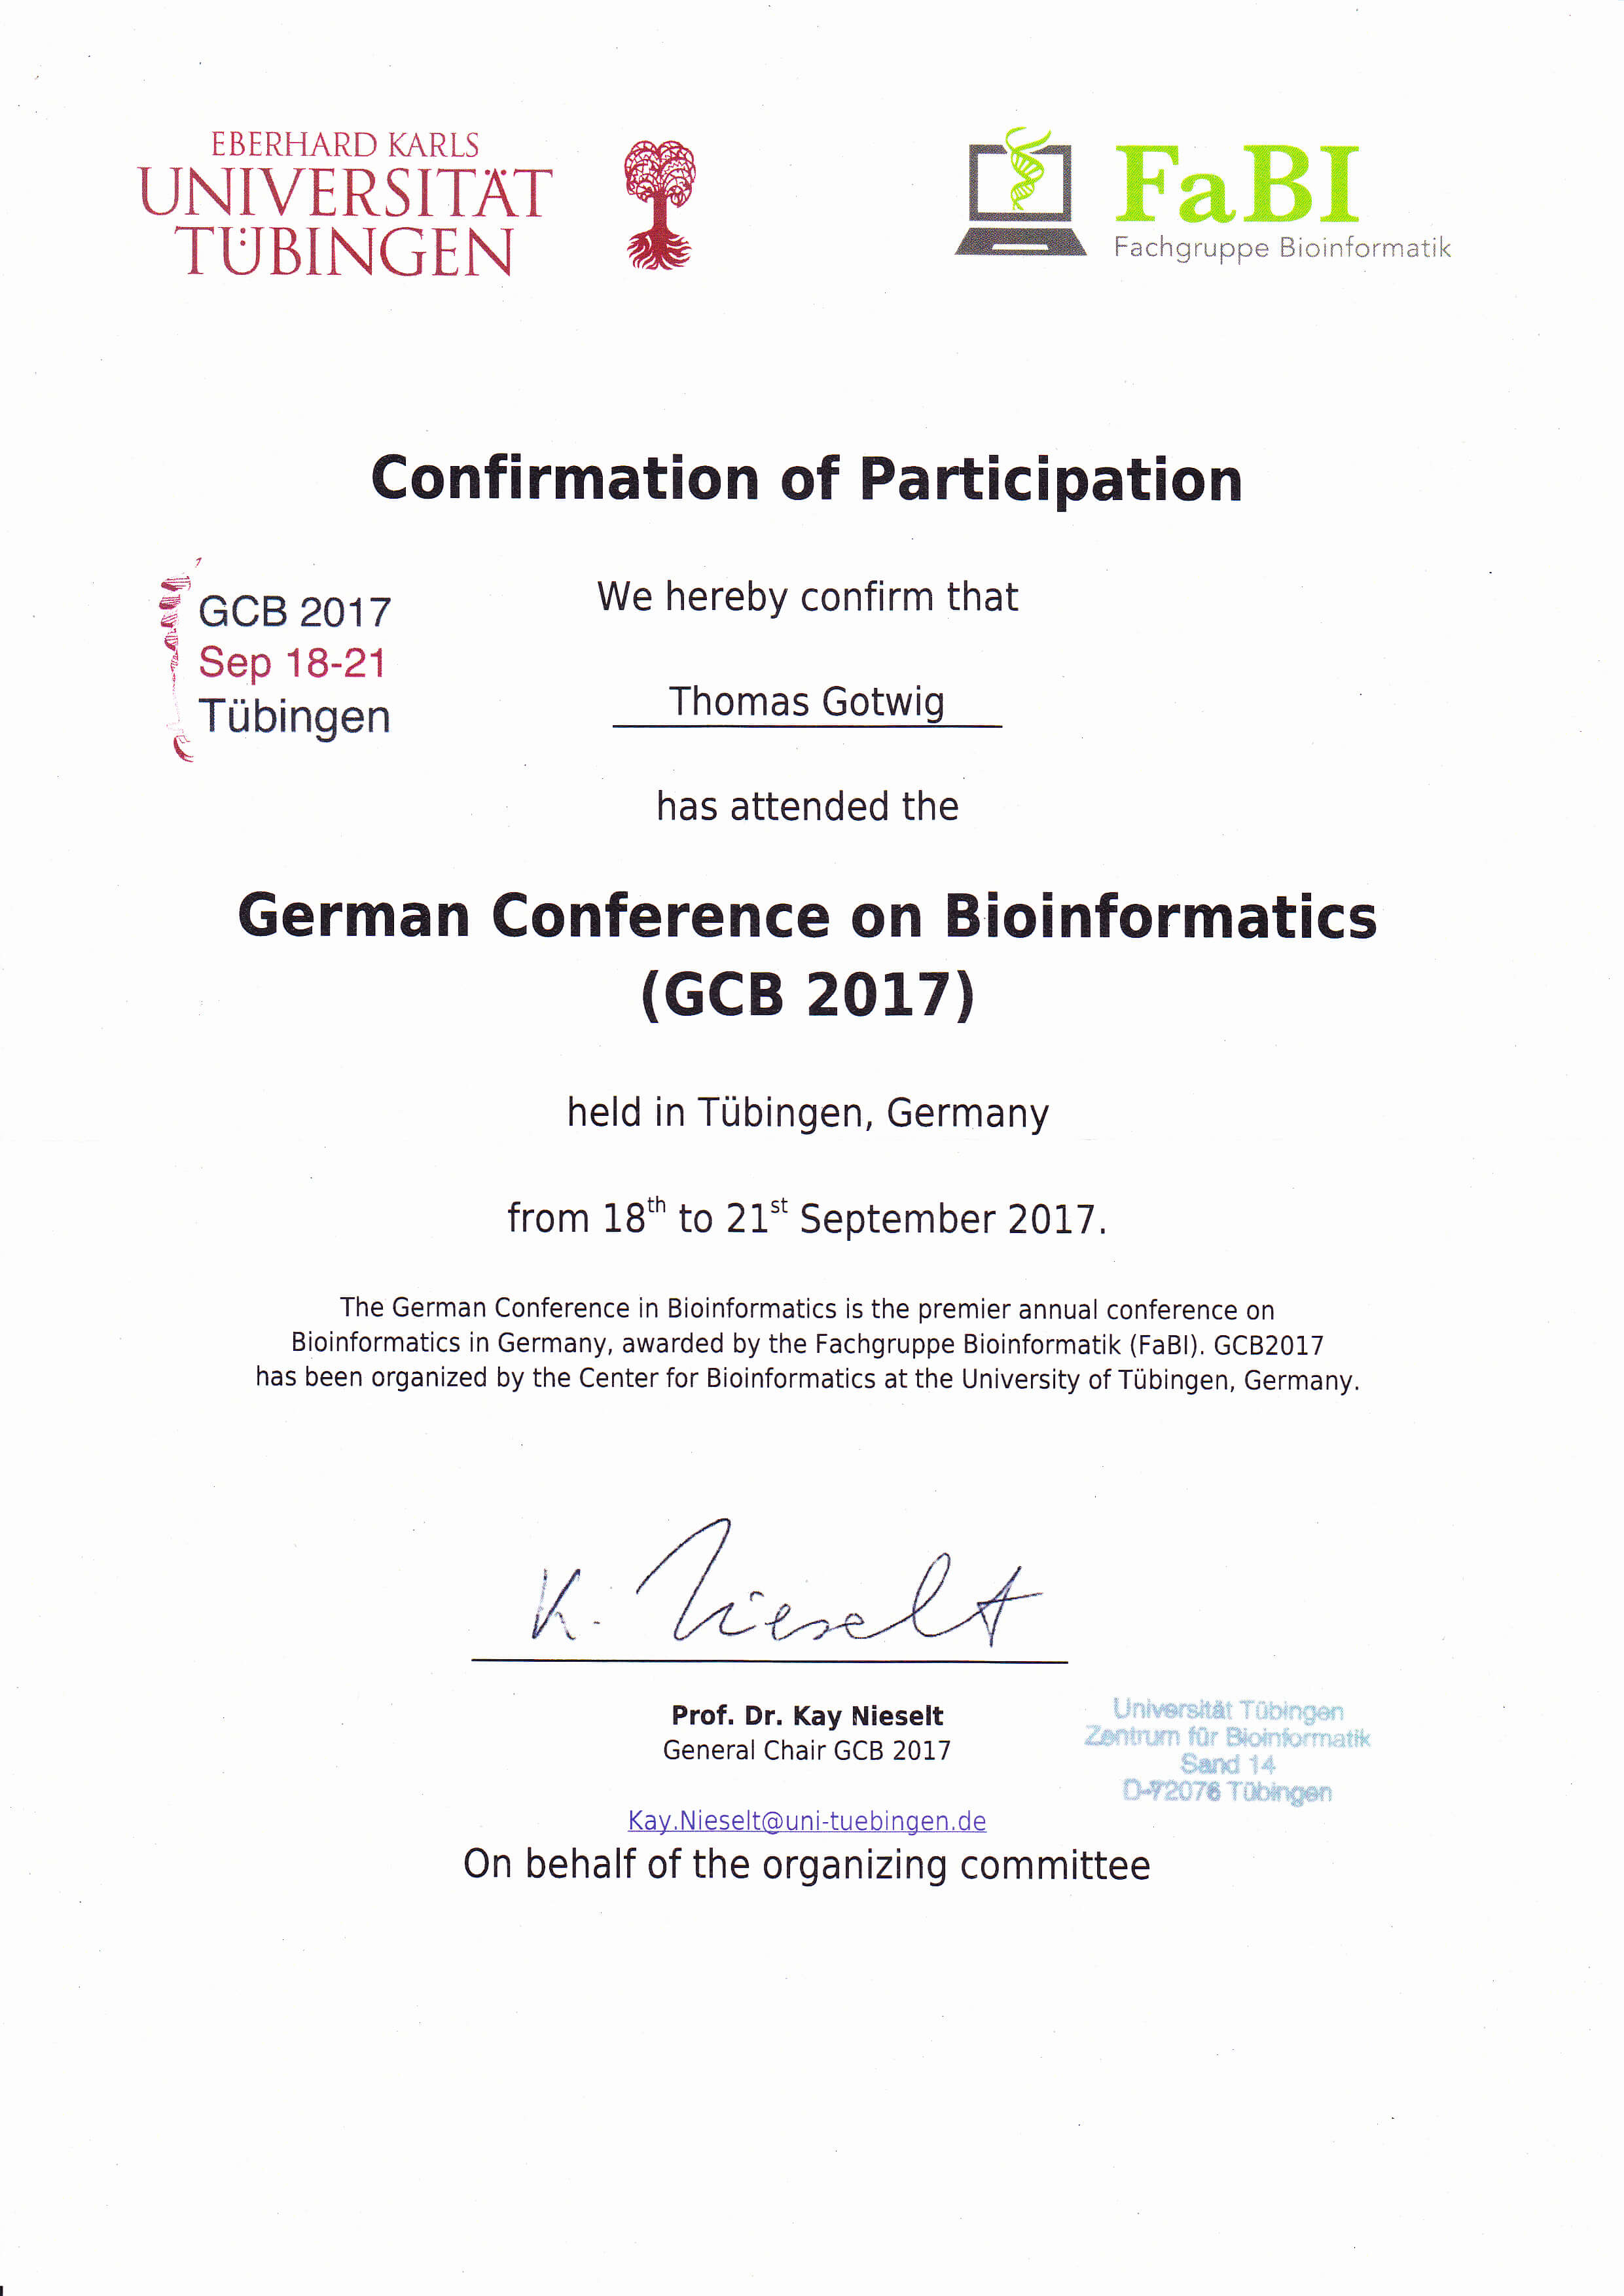 EBERHARD KARLS
UNIVERSITÄT
TÜBINGEN
FaBI
Fachgruppe Bioinformatik
Confirmation of Participation
GCB 2017
Sep 18-21
Tübingen
We hereby confirm that
Thomas Gotwig
has attended the
German Conference on Bioinformatics
(GCB 2017)
held in Tübingen, Germany
from 18th to 21st September 2017.
The German Conference in Bioinformatics is the premier annual conference on
Bioinformatics in Germany, awarded by the Fachgruppe Bioinformatik (FaBI). GCB2017
has been organized by the Center for Bioinformatics at the University of Tübingen, Germany.
K. Nieselt
Prof. Dr. Kay Nieselt
General Chair GCB 2017
Universität Tübingen
Zentrum für Bioinformatik
Sand 14
D-72076 Tübingen
Kay.Nieselt@uni-tuebingen.de
On behalf of the organizing committee